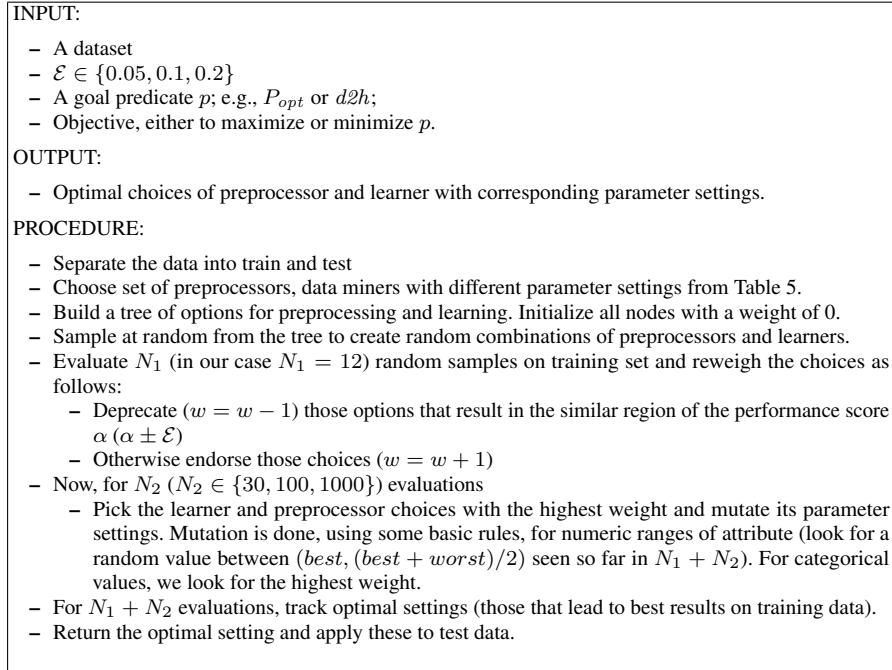 INPUT:
– A dataset
– ℰ ∈ {0.05, 0.1, 0.2}
– A goal predicate p; e.g., P_opt or d2h;
– Objective, either to maximize or minimize p.
OUTPUT:
– Optimal choices of preprocessor and learner with corresponding parameter settings.
PROCEDURE:
– Separate the data into train and test
– Choose set of preprocessors, data miners with different parameter settings from Table 5.
– Build a tree of options for preprocessing and learning. Initialize all nodes with a weight of 0.
– Sample at random from the tree to create random combinations of preprocessors and learners.
– Evaluate N₁ (in our case N₁ = 12) random samples on training set and reweigh the choices as
follows:
– Deprecate (w = w − 1) those options that result in the similar region of the performance score
α (α ± ℰ)
– Otherwise endorse those choices (w = w + 1)
– Now, for N₂ (N₂ ∈ {30, 100, 1000}) evaluations
– Pick the learner and preprocessor choices with the highest weight and mutate its parameter
settings. Mutation is done, using some basic rules, for numeric ranges of attribute (look for a
random value between (best, (best + worst)/2) seen so far in N₁ + N₂). For categorical
values, we look for the highest weight.
– For N₁ + N₂ evaluations, track optimal settings (those that lead to best results on training data).
– Return the optimal setting and apply these to test data.